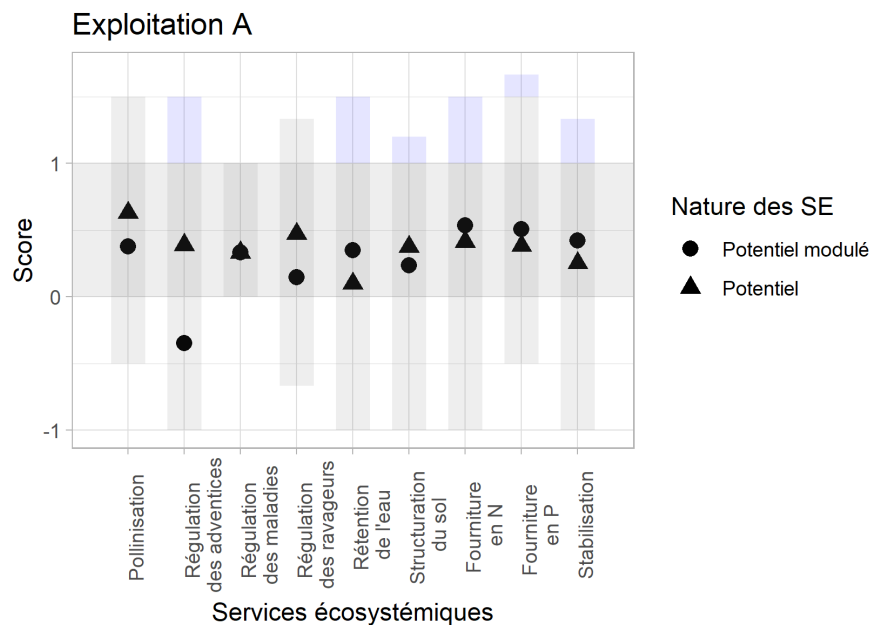 Exploitation A
Score
1
0
-1
Pollinisation
Régulation
des adventices
Régulation
des maladies
Régulation
des ravageurs
Rétention
de l'eau
Structuration
du sol
Fourniture
en N
Fourniture
en P
Stabilisation
Services écosystémiques
Nature des SE
Potentiel modulé
Potentiel